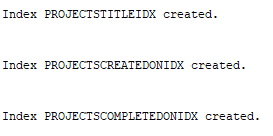 Index PROJECTSTITLEIDX created.
Index PROJECTSCREATEDONIDX created.
Index PROJECTSCOMPLETEDONIDX created.